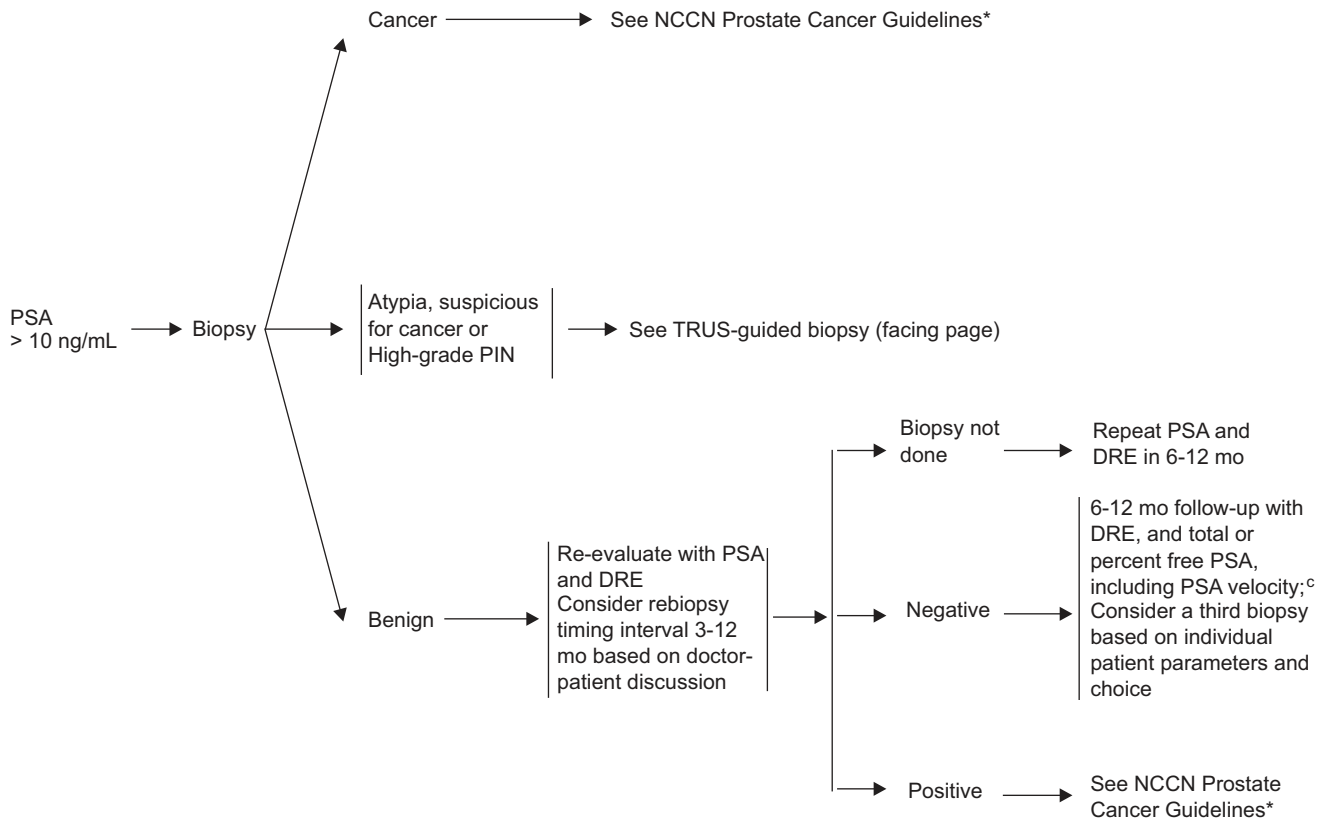 Cancer
See NCCN Prostate Cancer Guidelines*
PSA
> 10 ng/mL
Biopsy
Atypia, suspicious
for cancer or
High-grade PIN
See TRUS-guided biopsy (facing page)
Benign
Re-evaluate with PSA
and DRE
Consider rebiopsy
timing interval 3-12
mo based on doctor-
patient discussion
Biopsy not
done
Repeat PSA and
DRE in 6-12 mo
Negative
6-12 mo follow-up with
DRE, and total or
percent free PSA,
including PSA velocity;c
Consider a third biopsy
based on individual
patient parameters and
choice
Positive
See NCCN Prostate
Cancer Guidelines*